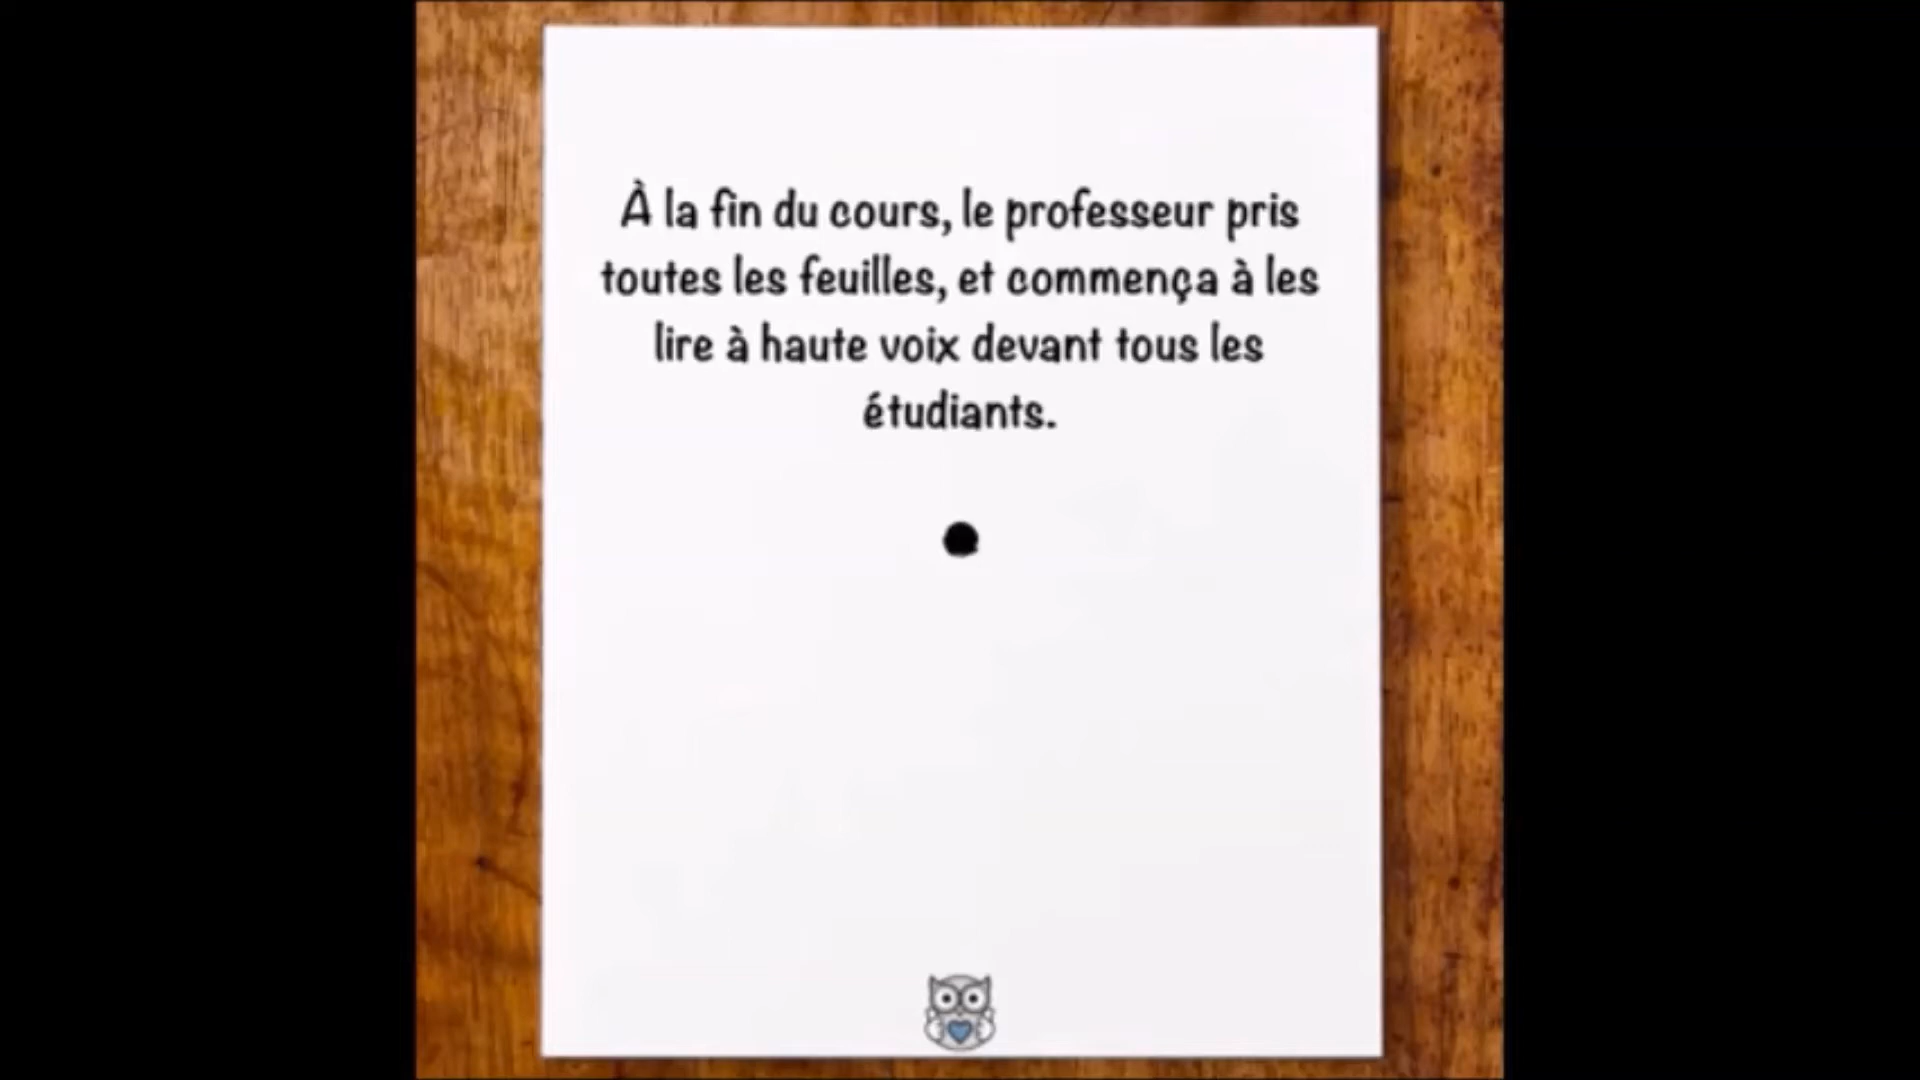 À la fin du cours, le professeur pris
toutes les feuilles, et commença à les
lire à haute voix devant tous les
étudiants.